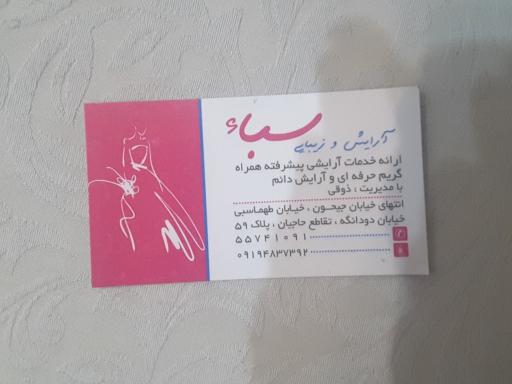 سباء
آرایش و زیبایی
ارائه خدمات آرایشی پیشرفته همراه
گریم حرفه ای و آرایش دائم
با مدیریت : ذوقی
انتهای خیابان جیحون ، خیابان طهماسبی
خیابان دودانگه ، تقاطع حاجیان ، پلاک ۵۹
۵۵۷۴۱۰۹۱
۰۹۱۹۴۸۳۷۳۹۲